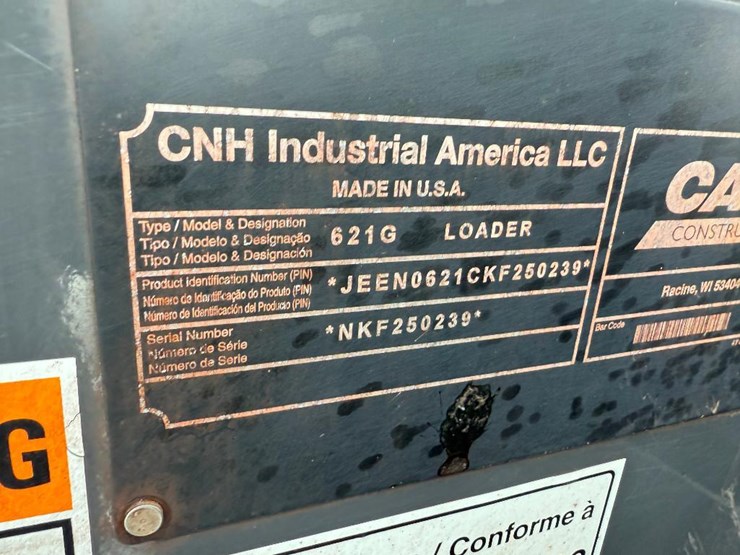 CNH Industrial America LLC
MADE IN U.S.A.
Type / Model & Designation
Tipo / Modelo & Designação
Tipo / Modelo & Designación
621G LOADER
Product Identification Number (PIN)
Número de Identificação do Produto (PIN)
Número de Identificación del Producto (PIN)
*JEEN0621CKF250239*
Serial Number
Número de Série
Número de Serie
*NKF250239*
CA
CONSTRU
Racine, WI 53404
Bar Code
G
/ Conforme à